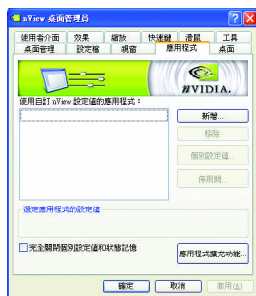 nView 桌面管理員
使用者介面 效果 縮放 快速鍵 滑鼠 工具
桌面管理 設定檔 視窗 應用程式 桌面
NVIDIA.
使用自訂 nView 設定值的應用程式：
新增...
移除
個別設定值...
停用關...
選定應用程式的設定值
完全關閉個別設定值和狀態記憶
應用程式擴充功能...
確定 取消 套用(A)